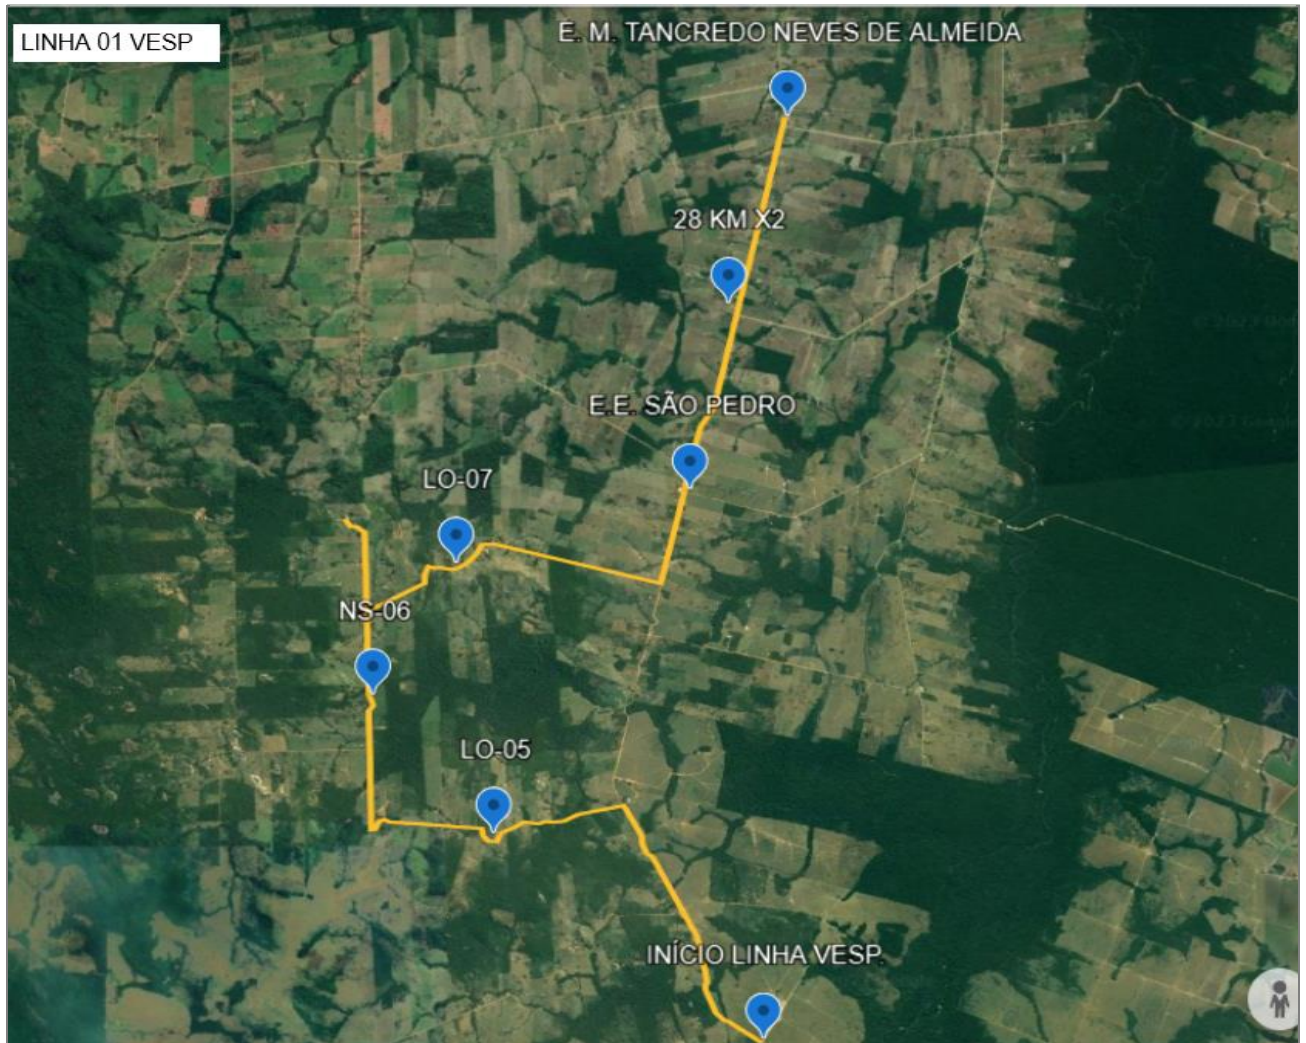 LINHA 01 VESP
E. M. TANCREDO NEVES DE ALMEIDA
28 KM X2
E.E. SÃO PEDRO
LO-07
NS-06
LO-05
INÍCIO LINHA VESP.